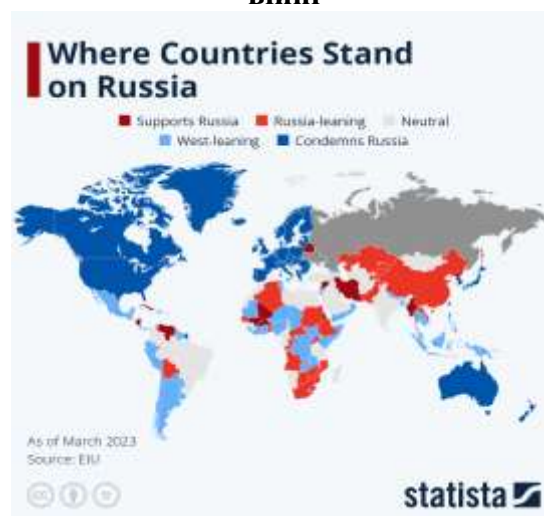 Where Countries Stand
on Russia
Supports Russia Russia-leaning Neutral
West-leaning Condemns Russia
As of March 2023
Source: EIU
statista